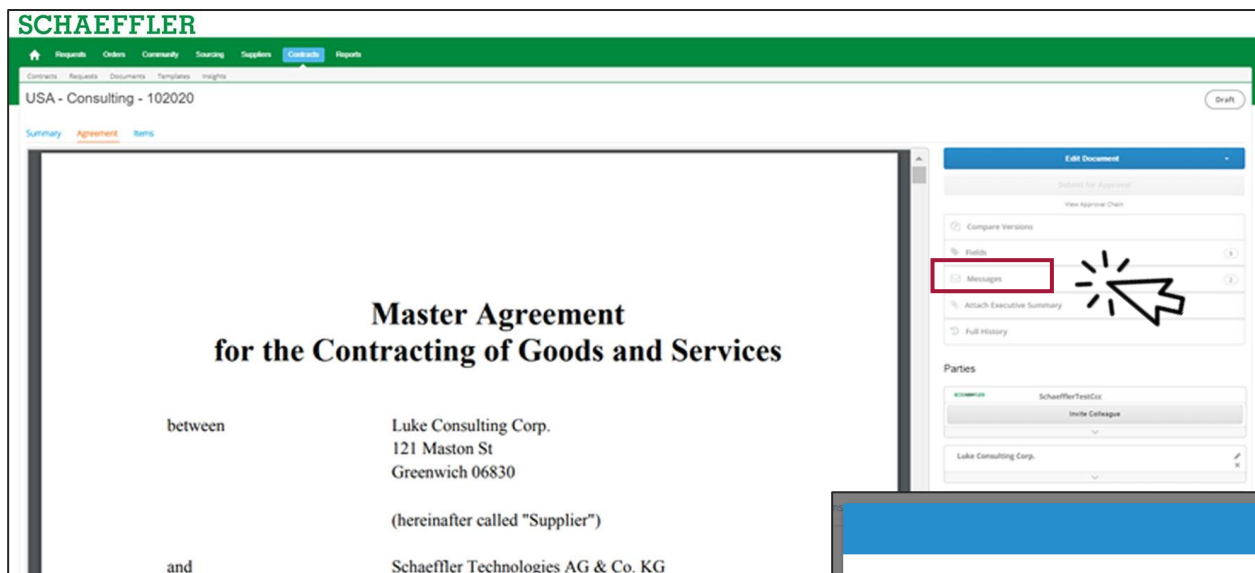 SCHAEFFLER
Requests Orders Community Sourcing Suppliers Contracts Reports
Contracts Requests Documents Templates Insights
USA - Consulting - 102020
Draft
Summary Agreement Items
Edit Document
Submit for Approval
View Approval Chain
Compare Versions
Fields
Messages
Attach Executive Summary
Full History
Master Agreement
for the Contracting of Goods and Services
between Luke Consulting Corp.
121 Maston St
Greenwich 06830
(hereinafter called "Supplier")
and Schaeffler Technologies AG & Co. KG
Parties
SCHAEFFLER SchaefflerTestCcc
Invite Colleague
Luke Consulting Corp.